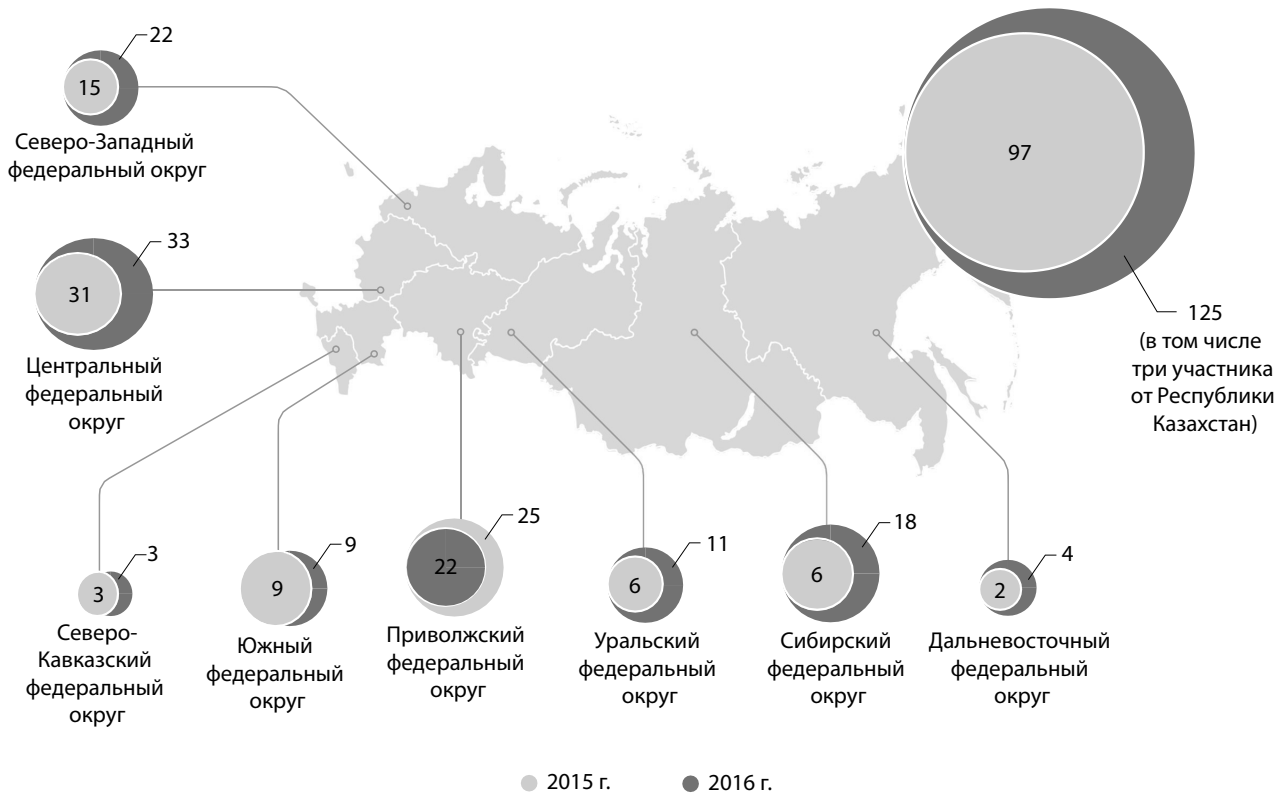 22
15
Северо-Западный
федеральный округ
97
33
31
Центральный
федеральный
округ
125
(в том числе
три участника
от Республики
Казахстан)
3
3
Северо-
Кавказский
федеральный
округ
9
9
Южный
федеральный
округ
25
22
Приволжский
федеральный
округ
11
6
Уральский
федеральный
округ
18
6
Сибирский
федеральный
округ
4
2
Дальневосточный
федеральный
округ
2015 г.
2016 г.